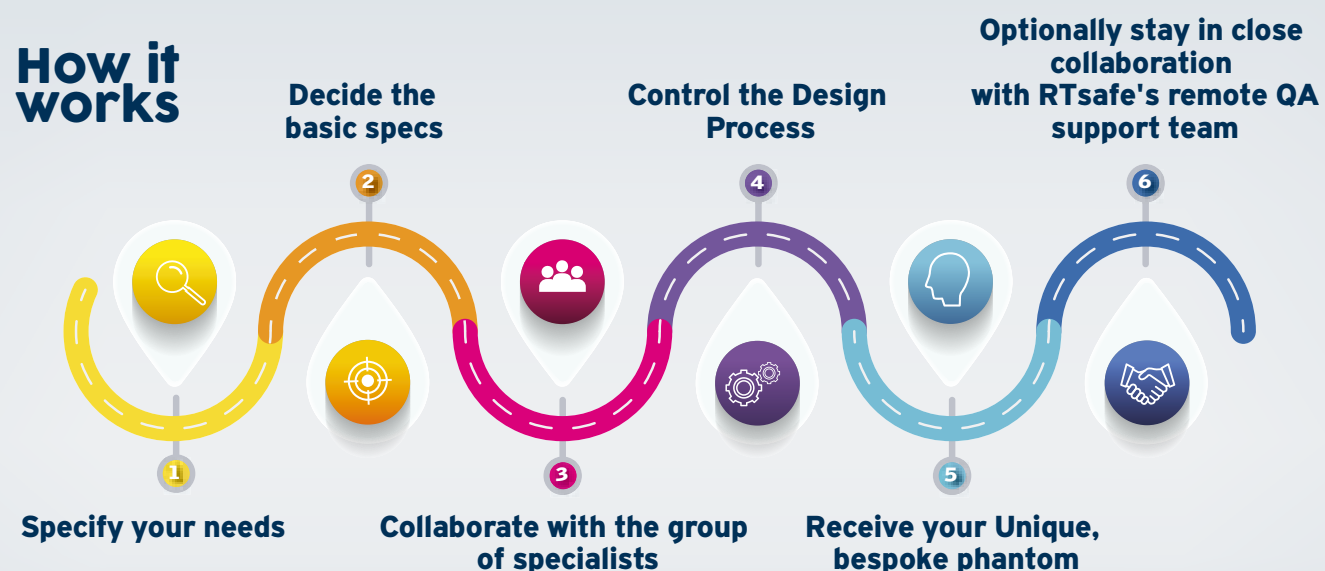 How it
works
1
Specify your needs
2
Decide the
basic specs
3
Collaborate with the group
of specialists
4
Control the Design
Process
5
Receive your Unique,
bespoke phantom
6
Optionally stay in close
collaboration
with RTsafe's remote QA
support team